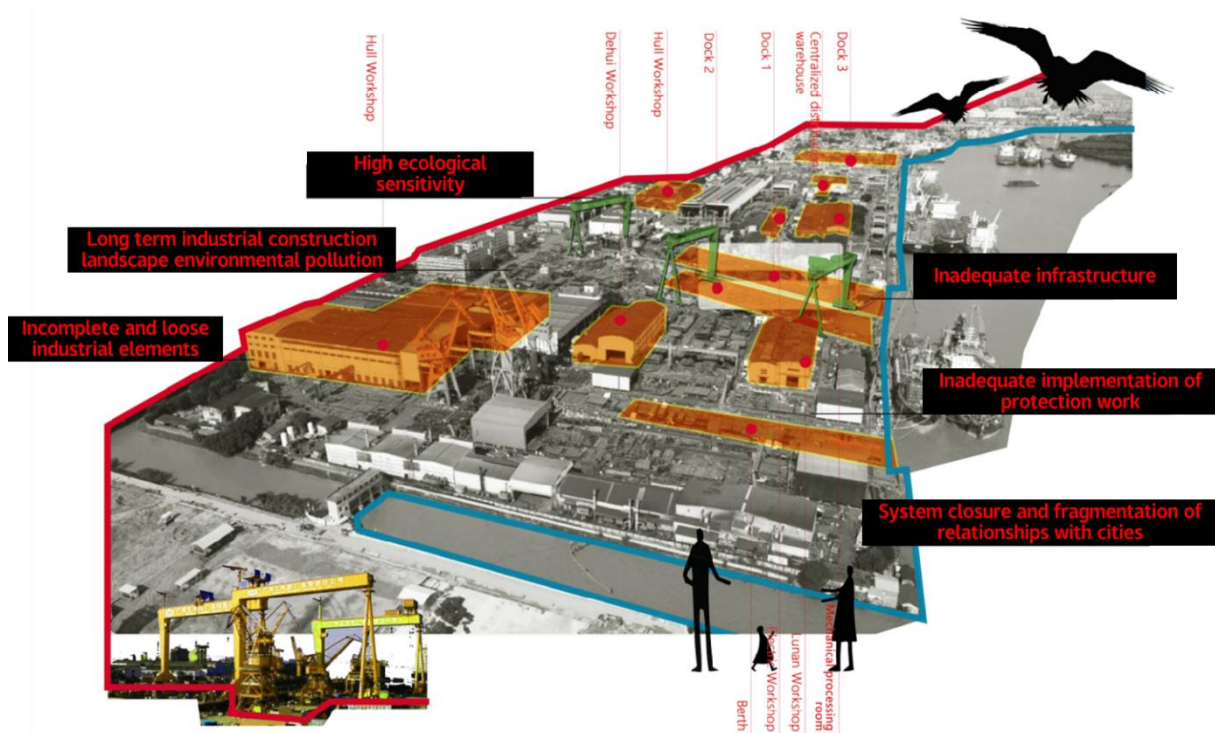 Hull Workshop
Dehui Workshop
Hull Workshop
Dock 2
Dock 1
Centralized
warehouse
Dock 3
High ecological
sensitivity
Long term industrial construction
landscape environmental pollution
Inadequate infrastructure
Incomplete and loose
industrial elements
Inadequate implementation of
protection work
System closure and fragmentation of
relationships with cities
Berth
Workshop
Lunan Workshop
Mechanical processing
room